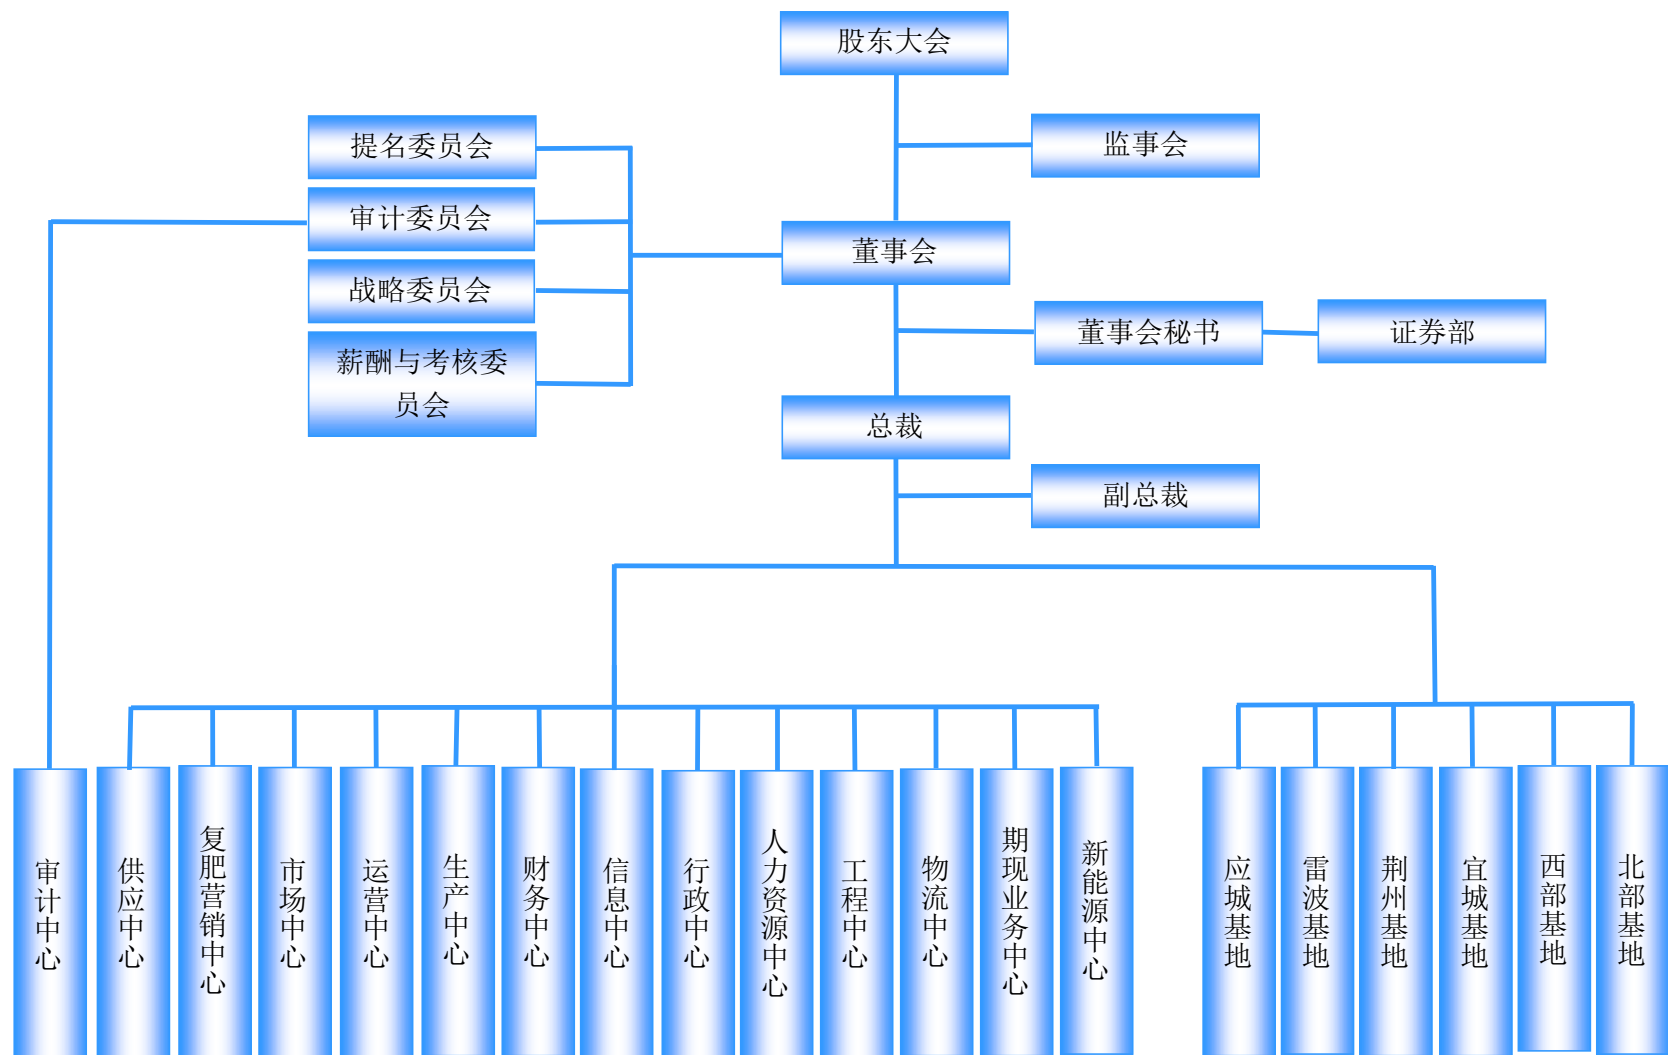 股东大会
提名委员会
监事会
审计委员会
董事会
战略委员会
董事会秘书
证券部
薪酬与考核委
员会
总裁
副总裁
审计中心
供应中心
复肥营销中心
市场中心
运营中心
生产中心
财务中心
信息中心
行政中心
人力资源中心
工程中心
物流中心
期现业务中心
新能源中心
应城基地
雷波基地
荆州基地
宜城基地
西部基地
北部基地